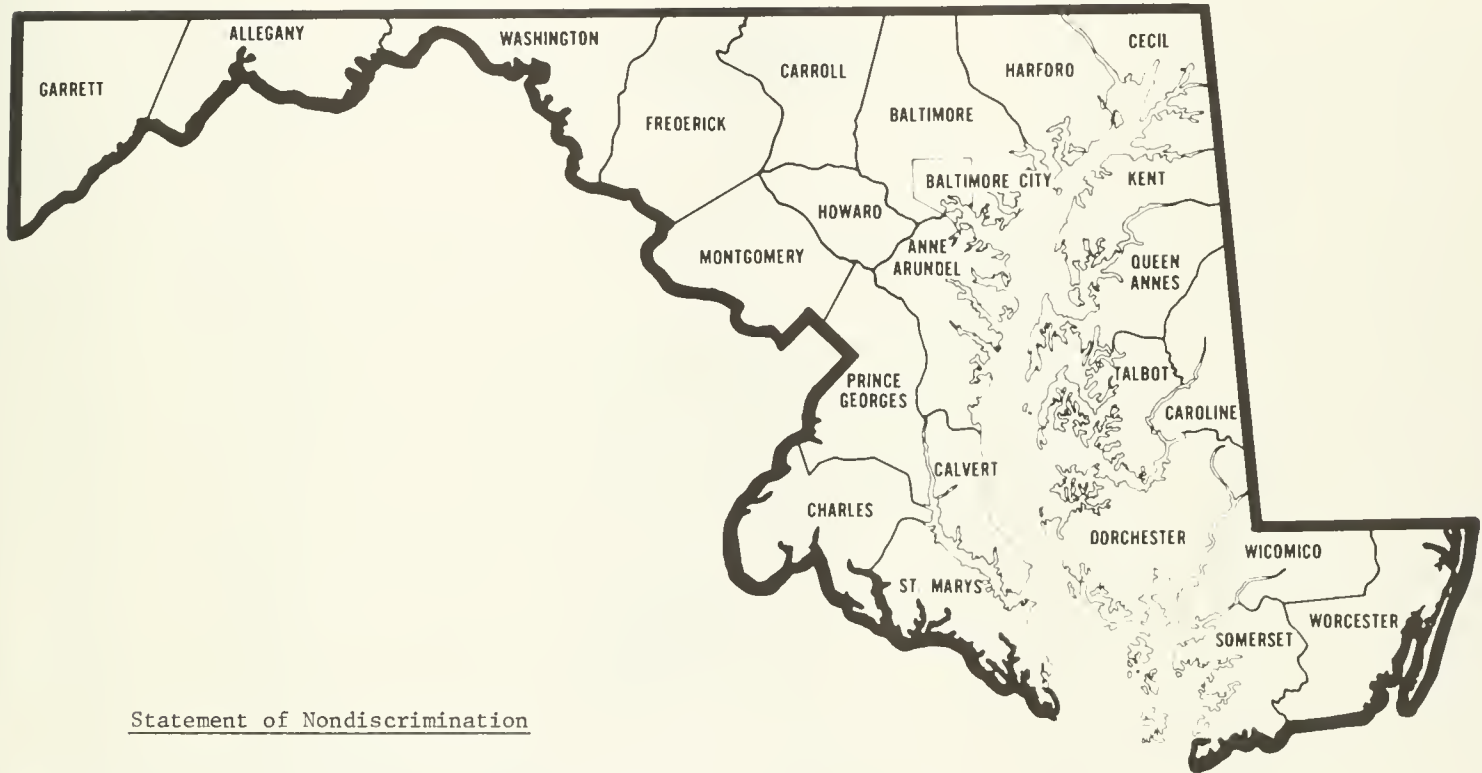 GARRETT
ALLEGANY
WASHINGTON
FREDERICK
CARROLL
BALTIMORE
HARFORD
CECIL
BALTIMORE CITY
KENT
HOWARD
MONTGOMERY
ANNE
ARUNDEL
QUEEN
ANNES
PRINCE
GEORGES
TALBOT
CAROLINE
CALVERT
CHARLES
DORCHESTER
WICOMICO
ST. MARYS
SOMERSET
WORCESTER
Statement of Nondiscrimination